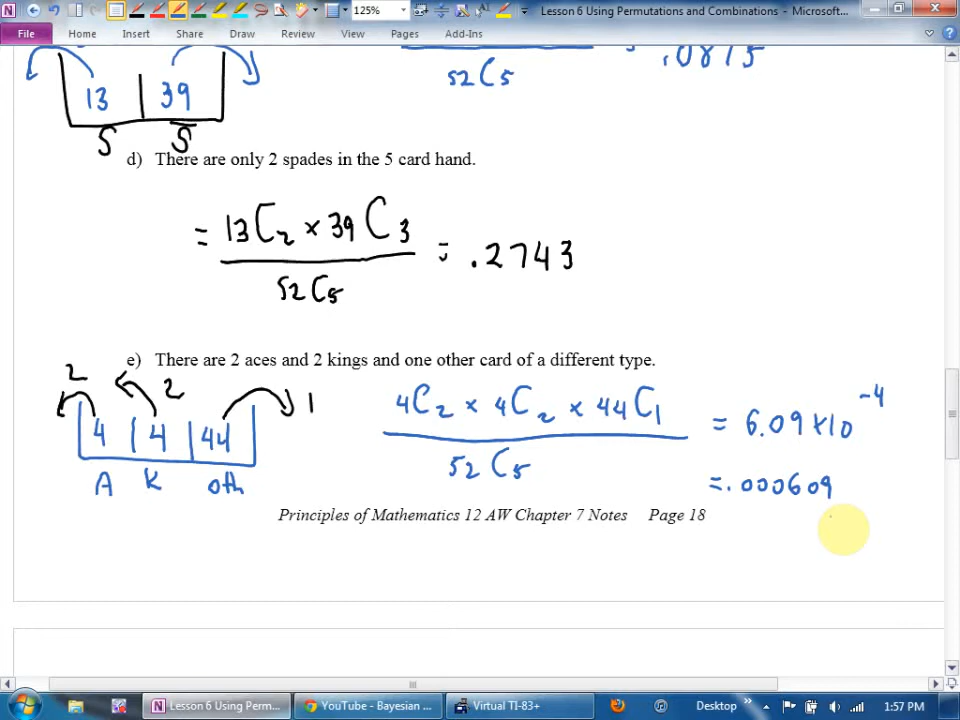 125%
Lesson 6 Using Permutations and Combinations - Microsoft...
File Home Insert Share Draw Review View Pages
13 39
S S̅
52C5
.0815
d) There are only 2 spades in the 5 card hand.
= 13C2 × 39C3 = .2743
52C5
e) There are 2 aces and 2 kings and one other card of a different type.
2 2 1
4 4 44
A K oth
4C2 × 4C2 × 44C1 = 6.09×10^-4
52C5
=.000609
Principles of Mathematics 12 AW Chapter 7 Notes Page 18
Lesson 6 Using Perm...
YouTube - Bayesian ...
Virtual TI-83+
Desktop
1:57 PM